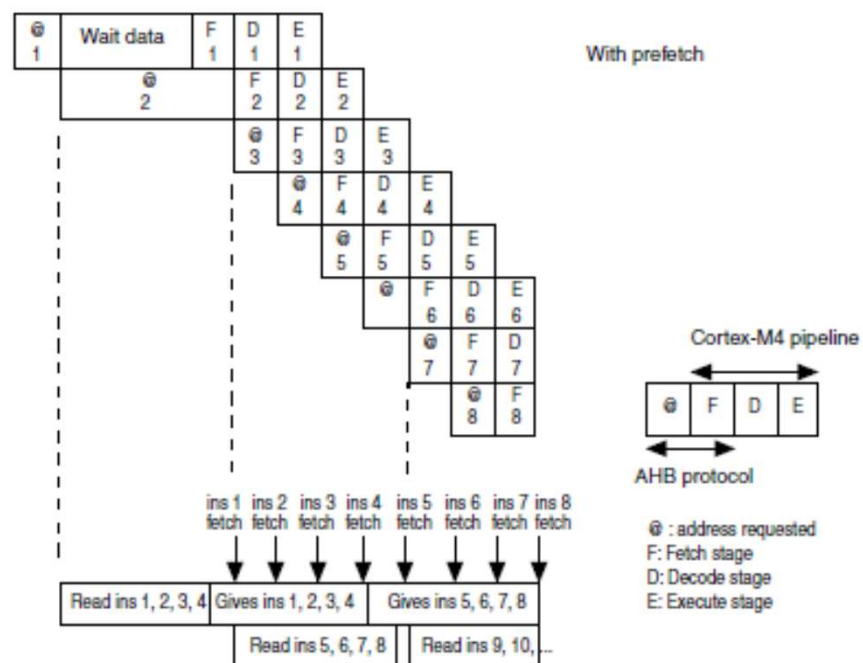 @ Wait data F D E
1 1 1 1
With prefetch
@ F D E
2 2 2 2
@ F D E
3 3 3 3
@ F D E
4 4 4 4
@ F D E
5 5 5 5
@ F D E
6 6 6
@ F D
7 7 7
@ F
8 8
Cortex-M4 pipeline
@ F D E
AHB protocol
ins 1 ins 2 ins 3 ins 4 ins 5 ins 6 ins 7 ins 8
fetch fetch fetch fetch fetch fetch fetch fetch
@ : address requested
F: Fetch stage
D: Decode stage
E: Execute stage
Read ins 1, 2, 3, 4 Gives ins 1, 2, 3, 4 Gives ins 5, 6, 7, 8
Read ins 5, 6, 7, 8 Read ins 9, 10, ...